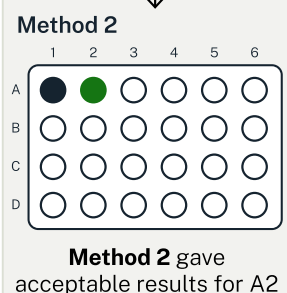 Method 2
1 2 3 4 5 6
A
B
C
D
Method 2 gave
acceptable results for A2